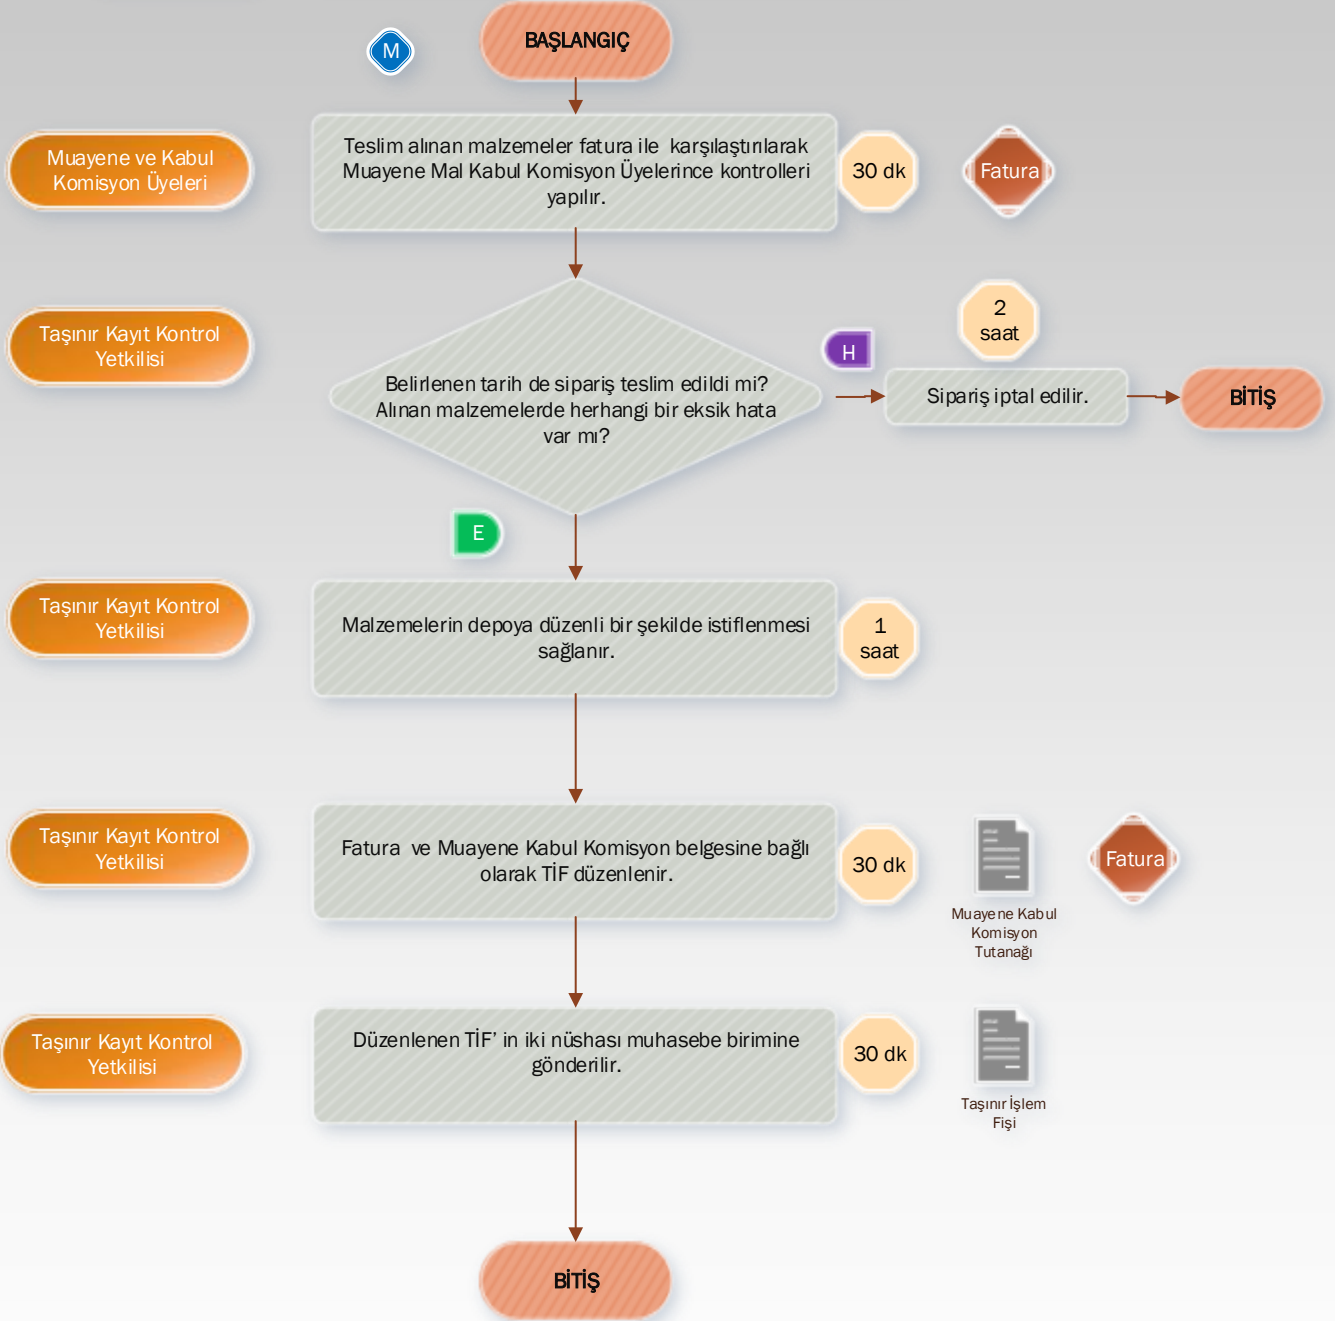 M
BAŞLANGIÇ
Muayene ve Kabul
Komisyon Üyeleri
Teslim alınan malzemeler fatura ile karşılaştırılarak
Muayene Mal Kabul Komisyon Üyelerince kontrolleri
yapılır.
30 dk
Fatura
Taşınır Kayıt Kontrol
Yetkilisi
Belirlenen tarih de sipariş teslim edildi mi?
Alınan malzemelerde herhangi bir eksik hata
var mı?
H
2
saat
Sipariş iptal edilir.
BİTİŞ
E
Taşınır Kayıt Kontrol
Yetkilisi
Malzemelerin depoya düzenli bir şekilde istiflenmesi
sağlanır.
1
saat
Taşınır Kayıt Kontrol
Yetkilisi
Fatura ve Muayene Kabul Komisyon belgesine bağlı
olarak TİF düzenlenir.
30 dk
Muayene Kabul
Komisyon
Tutanağı
Fatura
Taşınır Kayıt Kontrol
Yetkilisi
Düzenlenen TİF’ in iki nüshası muhasebe birimine
gönderilir.
30 dk
Taşınır İşlem
Fişi
BİTİŞ